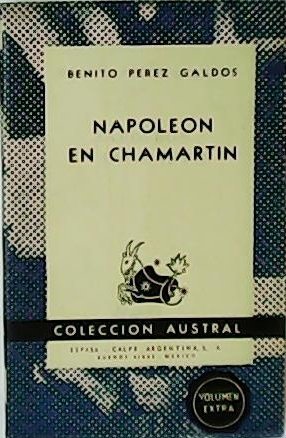 BENITO PEREZ GALDOS
NAPOLEON
EN CHAMARTIN
COLECCION AUSTRAL
ESPASA - CALPE ARGENTINA, S. A.
BUENOS AIRES MEXICO
VOLUMEN
EXTRA